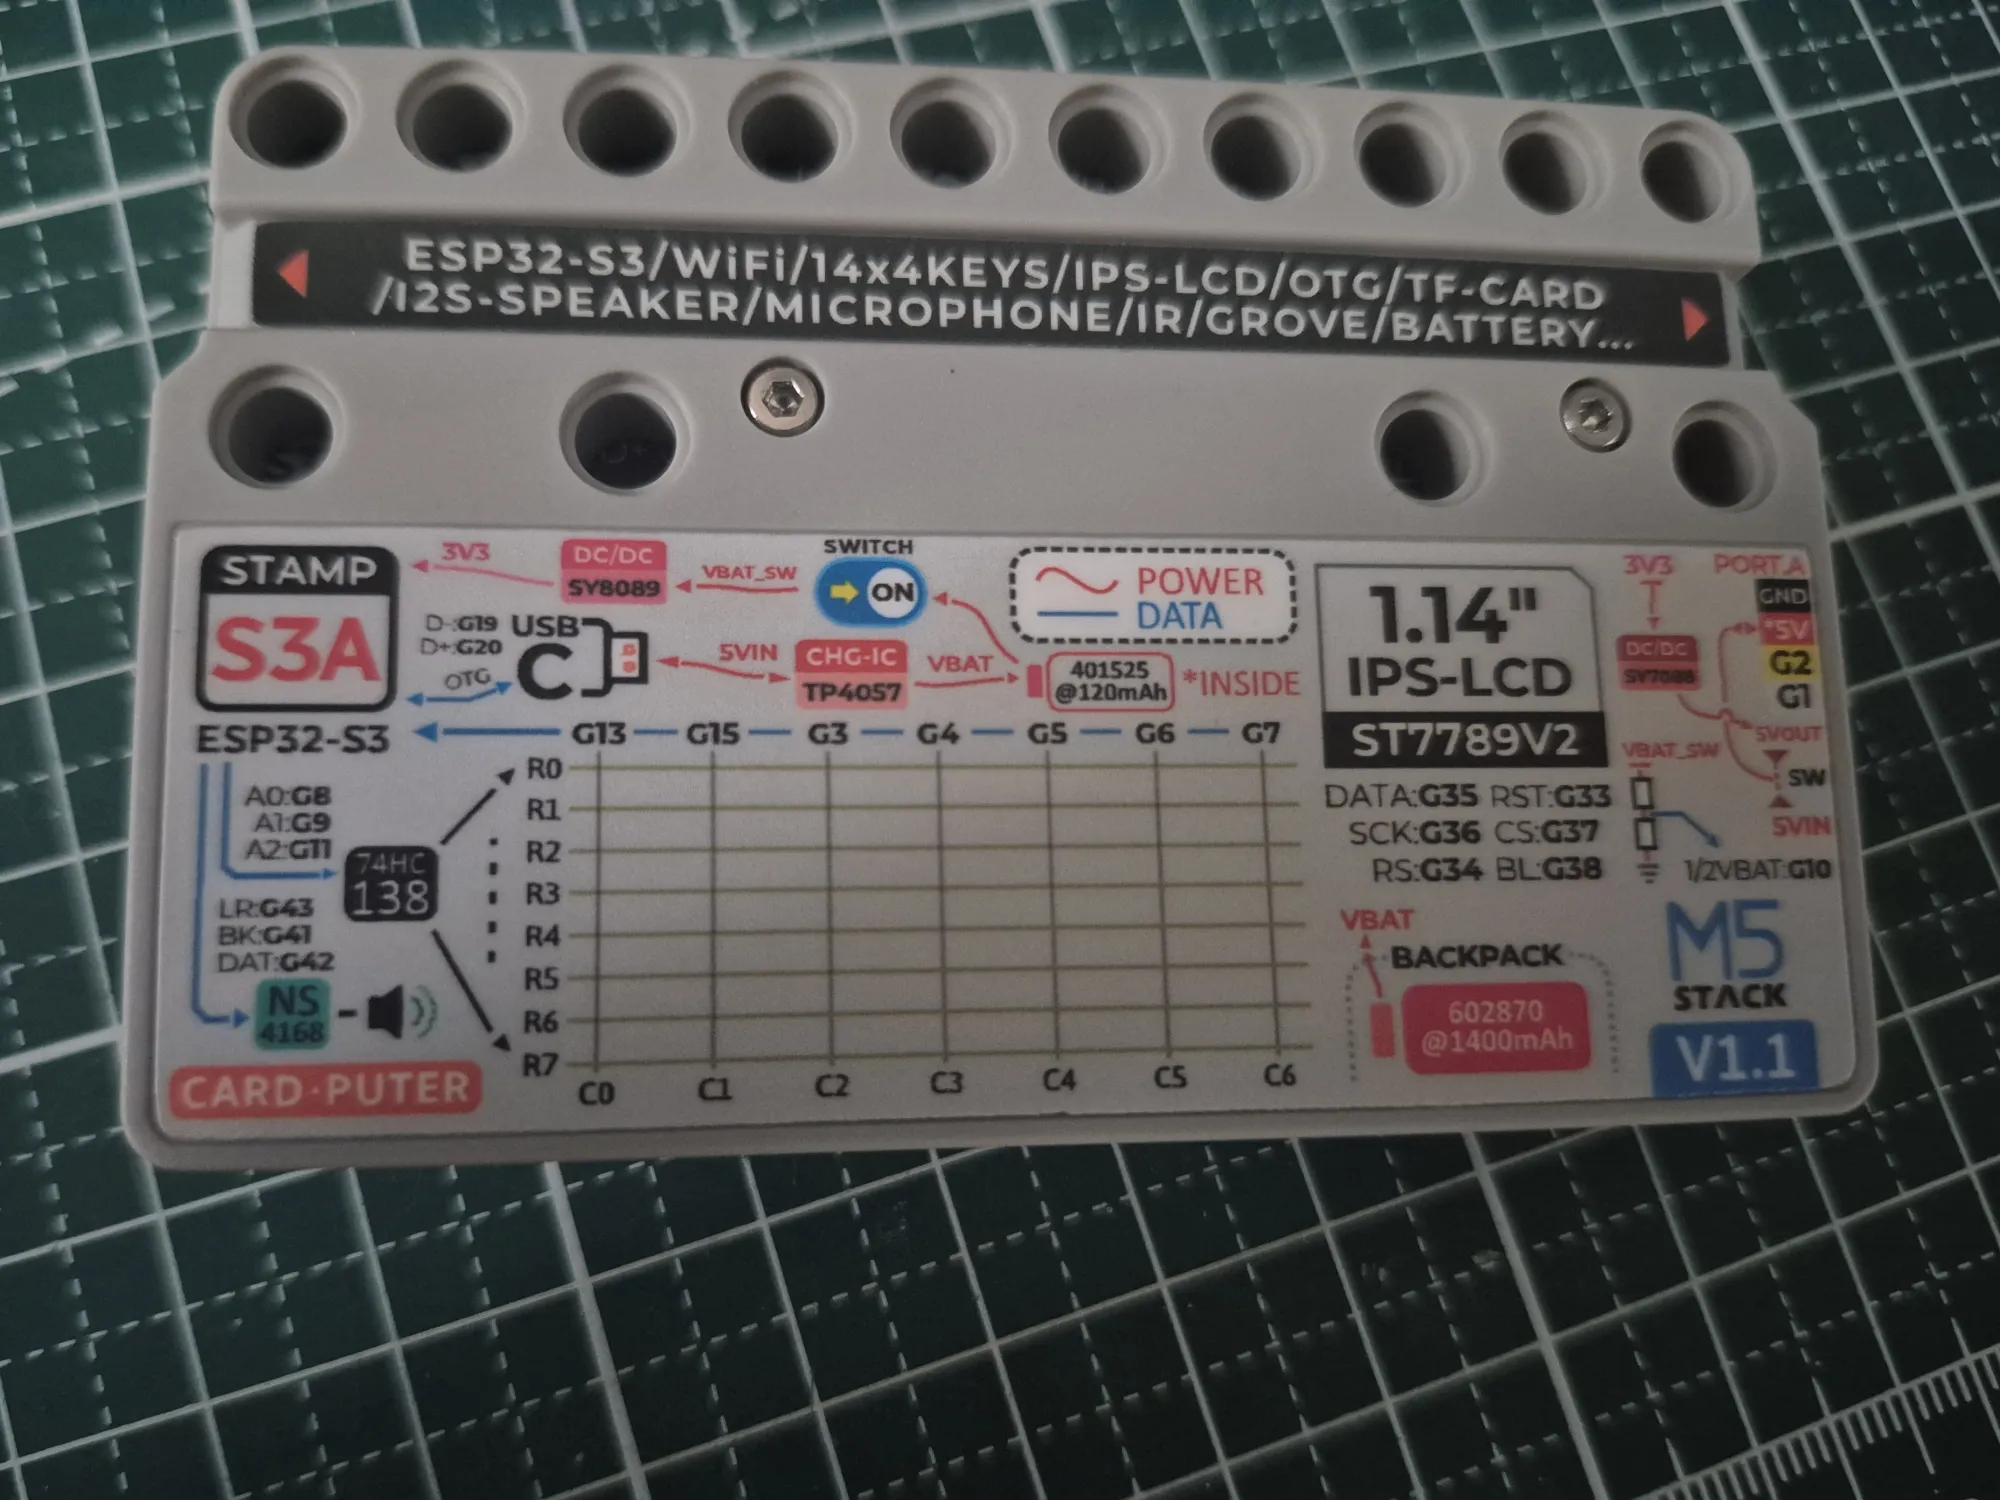 ESP32-S3/WiFi/14x4KEYS/IPS-LCD/OTG/TF-CARD
/I2S-SPEAKER/MICROPHONE/IR/GROVE/BATTERY...
STAMP
S3A
ESP32-S3
3V3
DC/DC
SY8089
VBAT_SW
SWITCH
ON
POWER
DATA
D-:G19
D+:G20
OTG
USB
C
5VIN
CHG-IC
TP4057
VBAT
401525
@120mAh
*INSIDE
G13 G15 G3 G4 G5 G6 G7
A0:G8
A1:G9
A2:G11
74HC
138
LR:G43
BK:G41
DAT:G42
NS
4168
CARD·PUTER
R0
R1
R2
R3
R4
R5
R6
R7
C0 C1 C2 C3 C4 C5 C6
1.14"
IPS-LCD
ST7789V2
DATA:G35 RST:G33
SCK:G36 CS:G37
RS:G34 BL:G38
VBAT
BACKPACK
602870
@1400mAh
3V3
DC/DC
SY7088
PORT.A
GND
*5V
G2
G1
5VOUT
SW
5VIN
VBAT_SW
1/2VBAT:G10
M5
STACK
V1.1